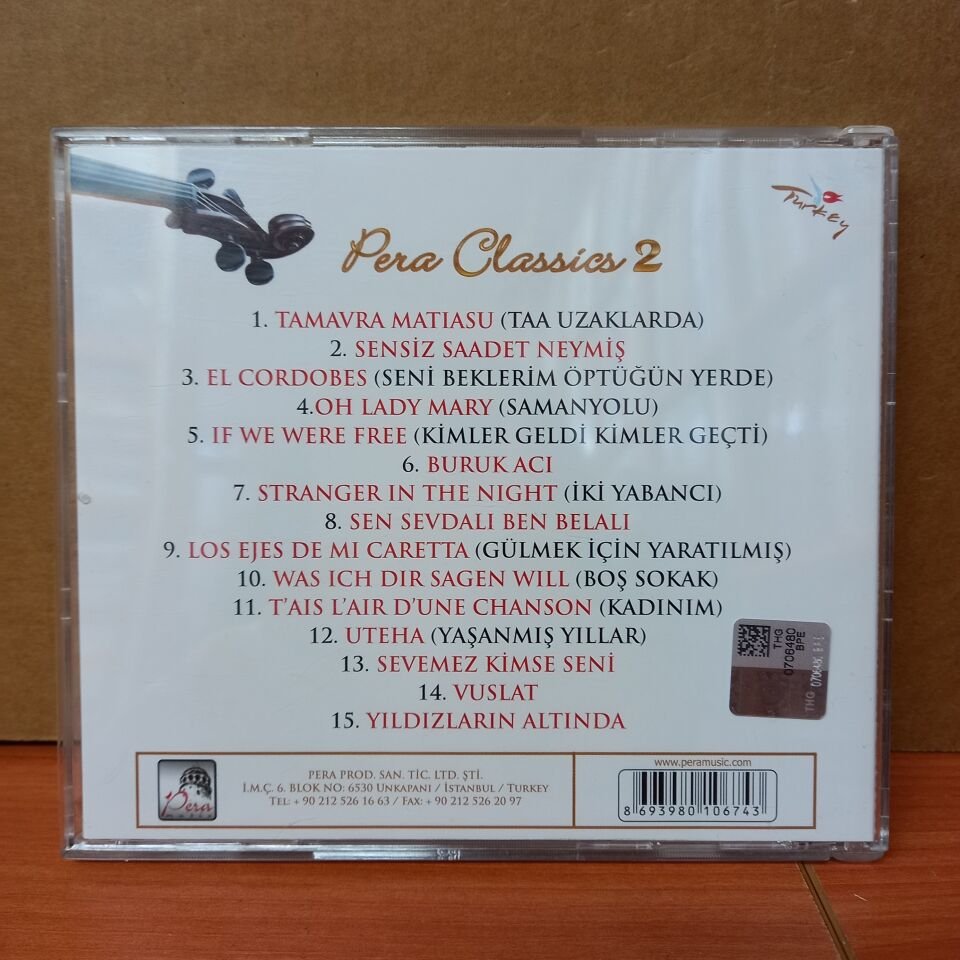 Turkey
Pera Classics 2
1. TAMAVRA MATIASU (TAA UZAKLARDA)
2. SENSİZ SAADET NEYMİŞ
3. EL CORDOBES (SENİ BEKLERİM ÖPTÜĞÜN YERDE)
4.OH LADY MARY (SAMANYOLU)
5. IF WE WERE FREE (KİMLER GELDİ KİMLER GEÇTİ)
6. BURUK ACI
7. STRANGER IN THE NIGHT (İKİ YABANCI)
8. SEN SEVDALI BEN BELALI
9. LOS EJES DE MI CARETTA (GÜLMEK İÇİN YARATILMIŞ)
10. WAS ICH DIR SAGEN WILL (BOŞ SOKAK)
11. T'AIS L'AIR D'UNE CHANSON (KADINIM)
12. UTEHA (YAŞANMIŞ YILLAR)
13. SEVEMEZ KİMSE SENİ
14. VUSLAT
15. YILDIZLARIN ALTINDA
THG
0706480
BPE
THG 070648
Pera
music
PERA PROD. SAN. TİC. LTD. ŞTİ.
İ.M.Ç. 6. BLOK NO: 6530 UNKAPANI / İSTANBUL / TURKEY
TEL: + 90 212 526 16 63 / FAX: + 90 212 526 20 97
www.peramusic.com
8 693980 106743